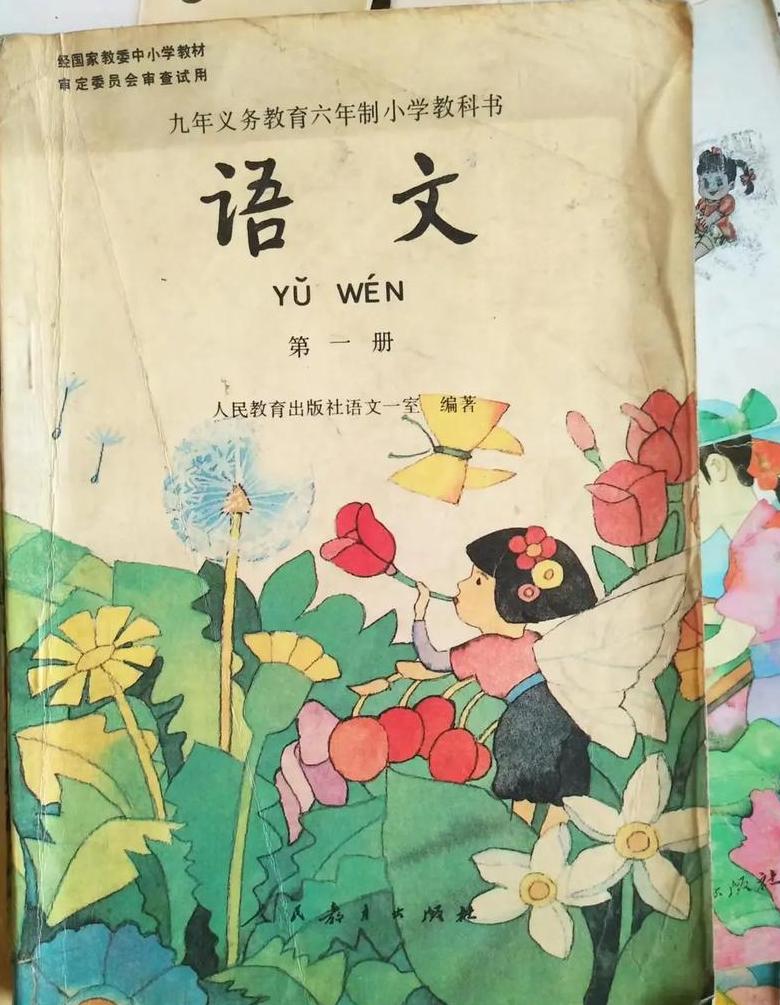 经国家教委中小学教材
审定委员会审查试用
九年义务教育六年制小学教科书
语 文
YǓ WÉN
第一册
人民教育出版社语文一室 编著
人民教育出版社
出版社